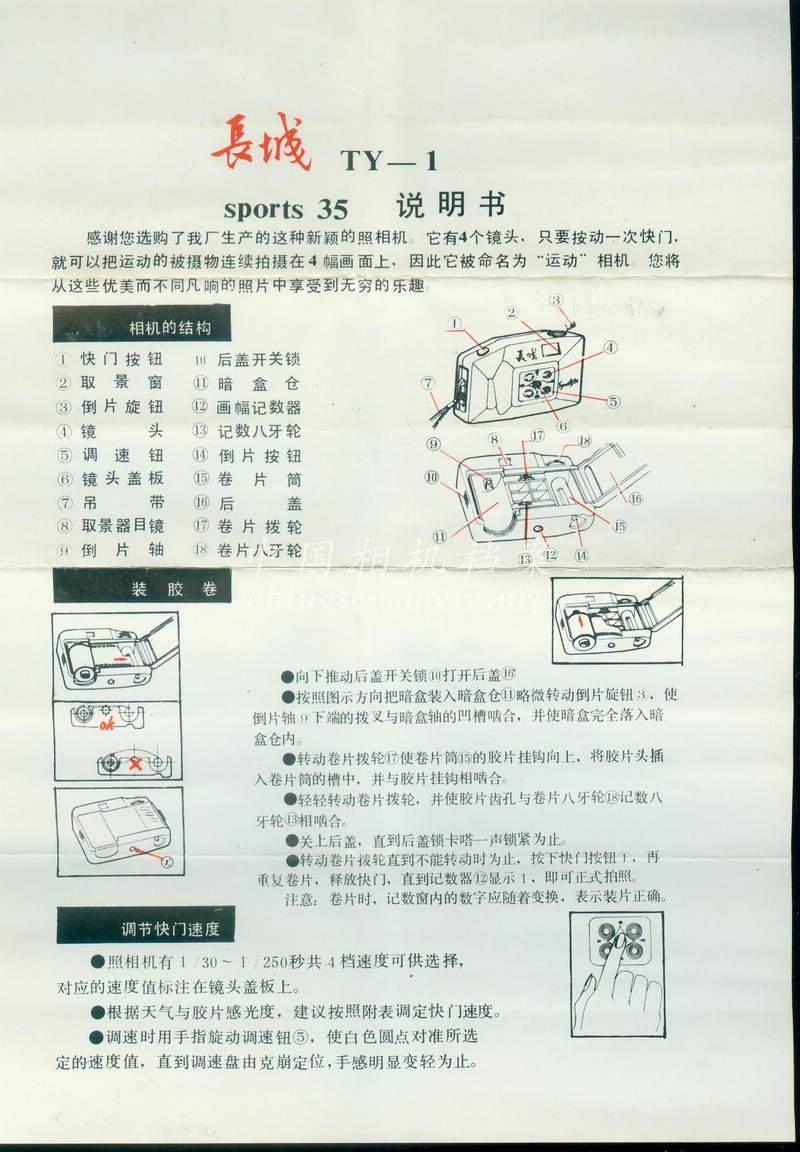 長城 TY—1
sports 35 说明书
感谢您选购了我厂生产的这种新颖的照相机。它有4个镜头，只要按动一次快门，
就可以把运动的被摄物连续拍摄在4幅画面上，因此它被命名为“运动”相机。您将
从这些优美而不同凡响的照片中享受到无穷的乐趣。
相机的结构
① 快门按钮 10 后盖开关锁
② 取景窗 ⑪ 暗盒仓
③ 倒片旋钮 ⑫ 画幅记数器
④ 镜头 ⑬ 记数八牙轮
⑤ 调速钮 ⑭ 倒片按钮
⑥ 镜头盖板 ⑮ 卷片筒
⑦ 吊带 ⑯ 后盖
⑧ 取景器目镜 ⑰ 卷片拨轮
⑨ 倒片轴 ⑱ 卷片八牙轮
① ② ③ ④ ⑤ ⑥ ⑦
長城
⑧ ⑨ ⑩ ⑪ ⑫ ⑬ ⑭ ⑮ ⑯ ⑰ ⑱
中国相机档案
chinesecamera.org
装胶卷
ok
●向下推动后盖开关锁⑩打开后盖⑯
●按照图示方向把暗盒装入暗盒仓⑪略微转动倒片旋钮3，使
倒片轴9下端的拨叉与暗盒轴的凹槽啮合，并使暗盒完全落入暗
盒仓内。
●转动卷片拨轮⑰使卷片筒⑮的胶片挂钩向上，将胶片头插
入卷片筒的槽中，并与胶片挂钩相啮合。
●轻轻转动卷片拨轮，并使胶片齿孔与卷片八牙轮⑱记数八
牙轮⑬相啮合。
●关上后盖，直到后盖锁卡嗒一声锁紧为止。
●转动卷片拨轮直到不能转动时为止，按下快门按钮1，再
重复卷片，释放快门，直到记数器⑫显示1，即可正式拍照。
注意：卷片时，记数窗内的数字应随着变换，表示装片正确。
调节快门速度
●照相机有1/30～1/250秒共4档速度可供选择，
对应的速度值标注在镜头盖板上。
●根据天气与胶片感光度，建议按照附表调定快门速度。
●调速时用手指旋动调速钮⑤，使白色圆点对准所选
定的速度值，直到调速盘由克崩定位，手感明显变轻为止。